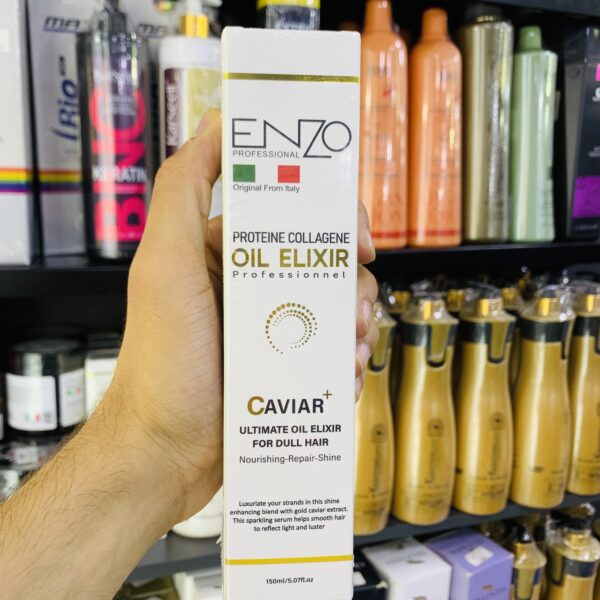 ENZO
PROFESSIONAL
Original From Italy
PROTEINE COLLAGENE
OIL ELIXIR
Professionnel
CAVIAR+
ULTIMATE OIL ELIXIR
FOR DULL HAIR
Nourishing-Repair-Shine
Luxuriate your strands in this shine
enhancing blend with gold caviar extract.
This sparkling serum helps smooth hair
to reflect light and luster
150ml/5.07fl.oz
iRio
KERATIN
Karseell